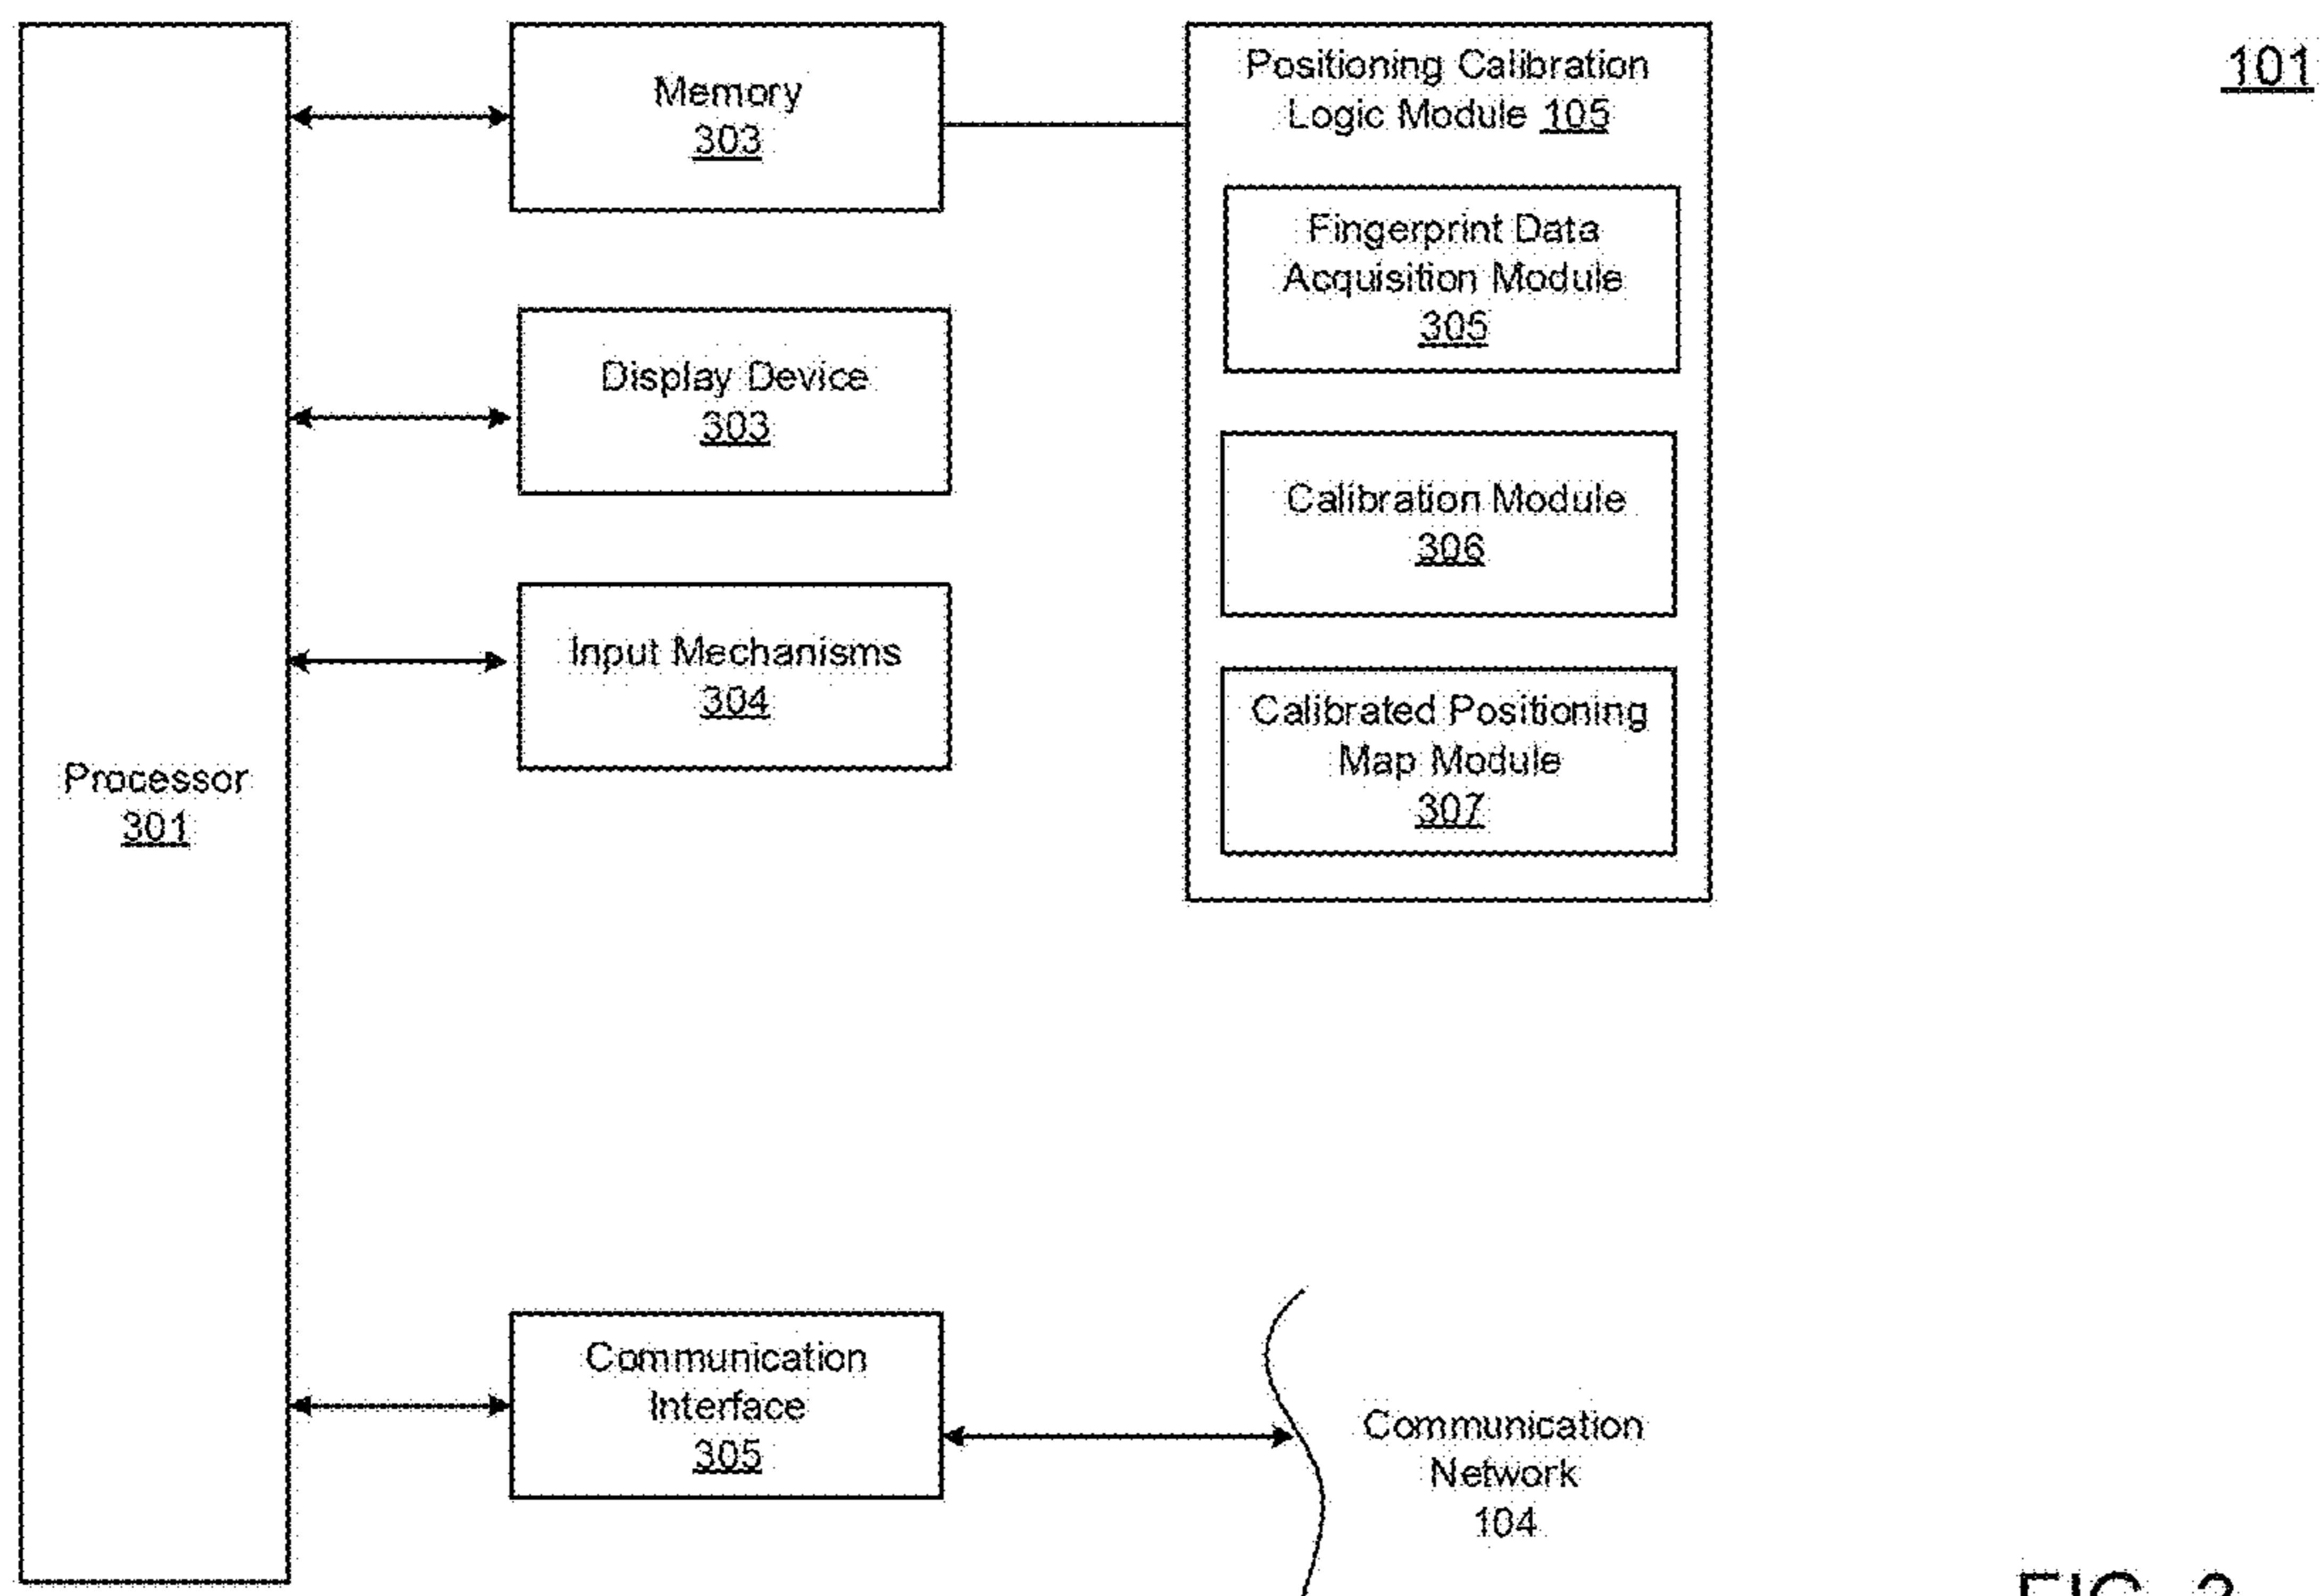 101
Memory
303
Positioning Calibration
Logic Module 105
Fingerprint Data
Acquisition Module
305
Display Device
303
Calibration Module
306
Input Mechanisms
304
Calibrated Positioning
Map Module
307
Processor
301
Communication
Interface
305
Communication
Network
104